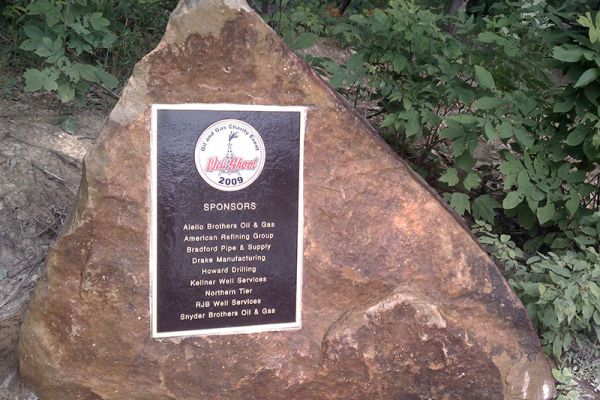 Oil and Gas Charity Event
Well Shoot
2009
SPONSORS
Aiello Brothers Oil & Gas
American Refining Group
Bradford Pipe & Supply
Drake Manufacturing
Howard Drilling
Kellner Well Services
Northern Tier
RJB Well Services
Snyder Brothers Oil & Gas